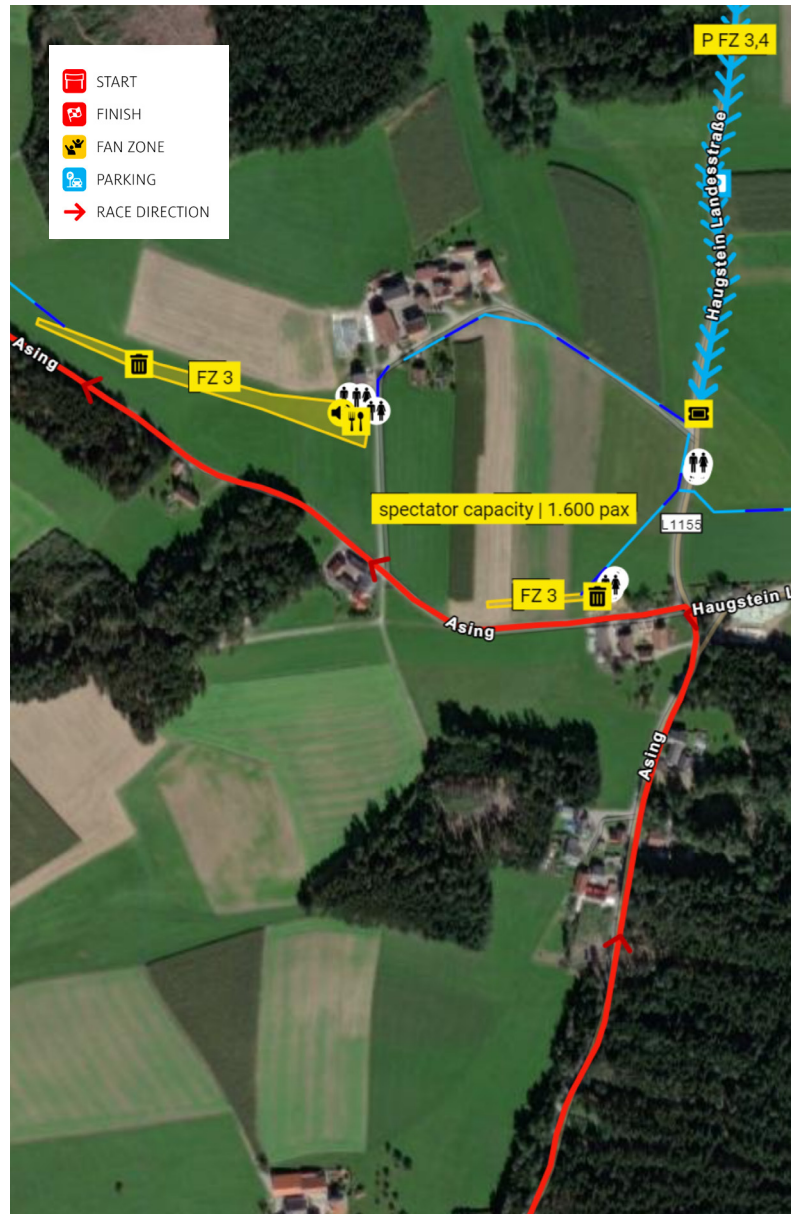 P FZ 3,4
START
FINISH
FAN ZONE
PARKING
RACE DIRECTION
Haugstein Landesstraße
Asing
FZ 3
spectator capacity | 1.600 pax
L1155
FZ 3
Haugstein L
Asing
Asing